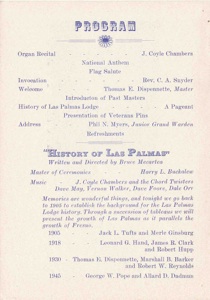 PROGRAM
Organ Recital J. Coyle Chambers
National Anthem
Flag Salute
Invocation Rev. C. A. Snyder
Welcome Thomas E. Dispenette, Master
Introduction of Past Masters
History of Las Palmas Lodge A Pageant
Presentation of Veterans Pins
Address Phil N. Myers, Junior Grand Warden
Refreshments
"HISTORY OF LAS PALMAS"
Written and Directed by Bruce
Master of Ceremonies Harry L. Buckalew
Music J. Coyle Chambers and the Chord Twisters
Dave May, Vernon Walker, Dave Foore, Dale Orr
Memories are wonderful things, and tonight we go back
to 1905 to establish the background for the Las Palmas
Lodge history. Through a succession of tableaus we will
present the growth of Las Palmas as it parallels the
growth of Fresno.
1905 Jack L. Tufts and Merle Ginsburg
1918 Leonard G. Hand, James R. Clark
and Robert Hupp
1930 Thomas E. Dispenette, Marshall B. Barker
and Robert W. Reynolds
1945 George W. Pope and Allard D. Dudman